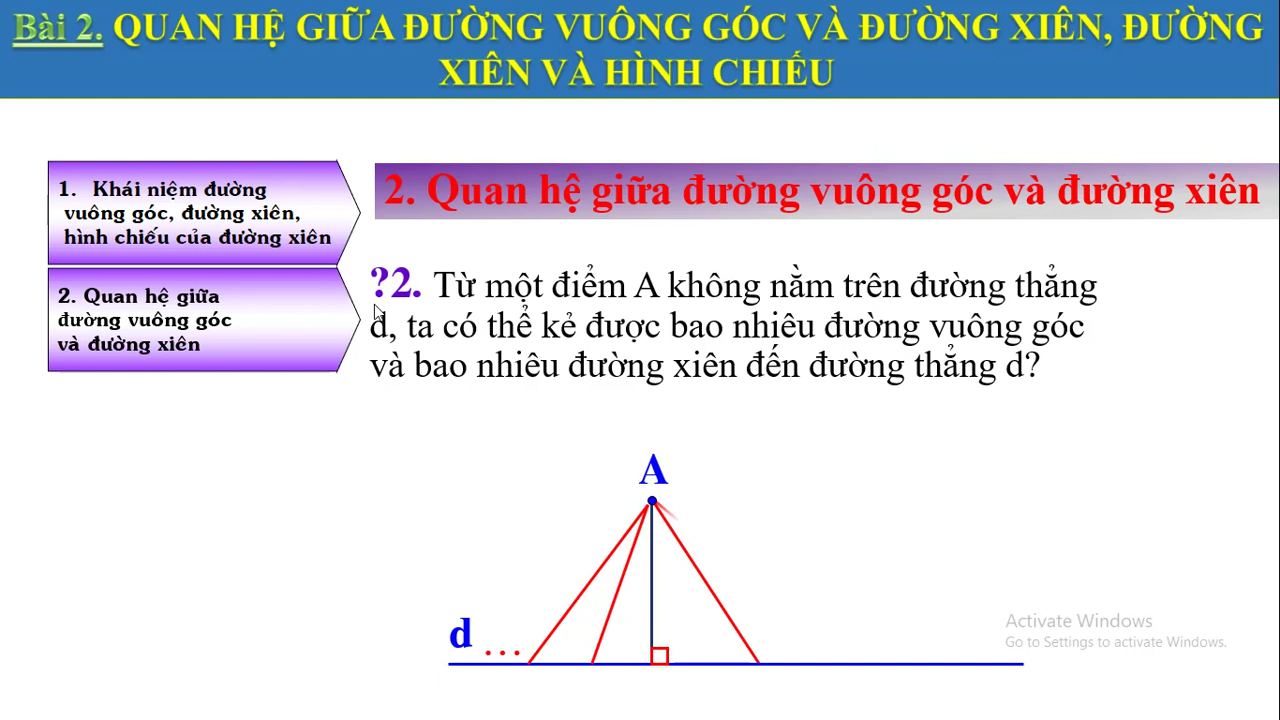 Bài 2. QUAN HỆ GIỮA ĐƯỜNG VUÔNG GÓC VÀ ĐƯỜNG XIÊN, ĐƯỜNG
XIÊN VÀ HÌNH CHIẾU
1. Khái niệm đường
vuông góc, đường xiên,
hình chiếu của đường xiên
2. Quan hệ giữa
đường vuông góc
và đường xiên
2. Quan hệ giữa đường vuông góc và đường xiên
?2. Từ một điểm A không nằm trên đường thẳng
d, ta có thể kẻ được bao nhiêu đường vuông góc
và bao nhiêu đường xiên đến đường thẳng d?
A
d ...
Activate Windows
Go to Settings to activate Windows.